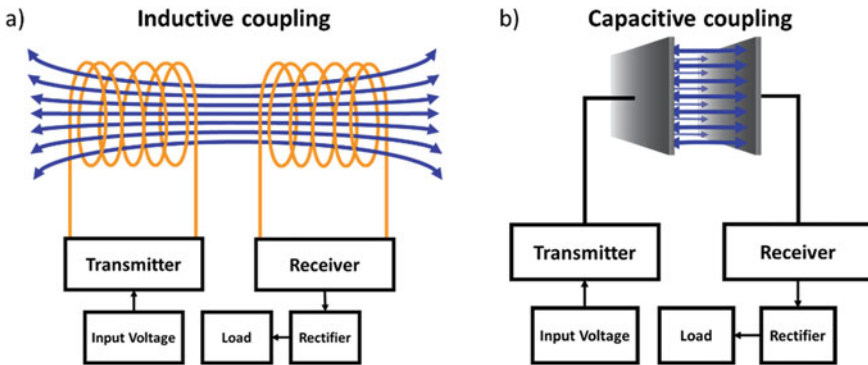 a) Inductive coupling
Transmitter
Receiver
Input Voltage
Load
Rectifier
b) Capacitive coupling
Transmitter
Receiver
Input Voltage
Load
Rectifier